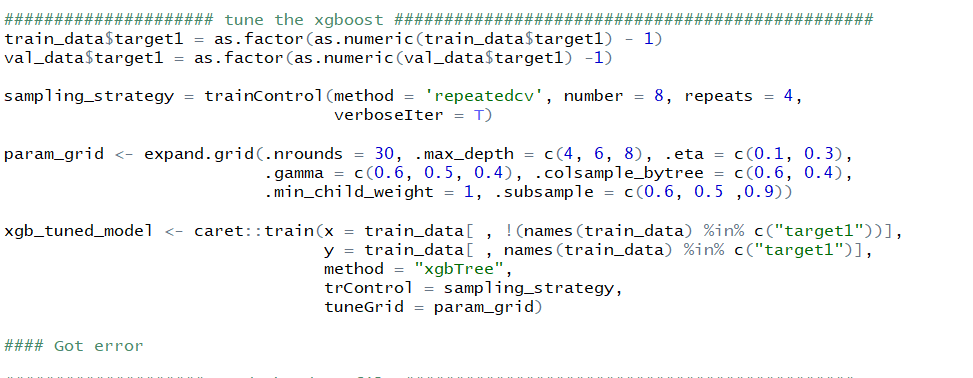 ##################### tune the xgboost ################################################
train_data$target1 = as.factor(as.numeric(train_data$target1) - 1)
val_data$target1 = as.factor(as.numeric(val_data$target1) -1)
sampling_strategy = trainControl(method = 'repeatedcv', number = 8, repeats = 4,
verboseIter = T)
param_grid <- expand.grid(.nrounds = 30, .max_depth = c(4, 6, 8), .eta = c(0.1, 0.3),
.gamma = c(0.6, 0.5, 0.4), .colsample_bytree = c(0.6, 0.4),
.min_child_weight = 1, .subsample = c(0.6, 0.5 ,0.9))
xgb_tuned_model <- caret::train(x = train_data[ , !(names(train_data) %in% c("target1"))],
y = train_data[ , names(train_data) %in% c("target1")],
method = "xgbTree",
trControl = sampling_strategy,
tuneGrid = param_grid)
#### Got error